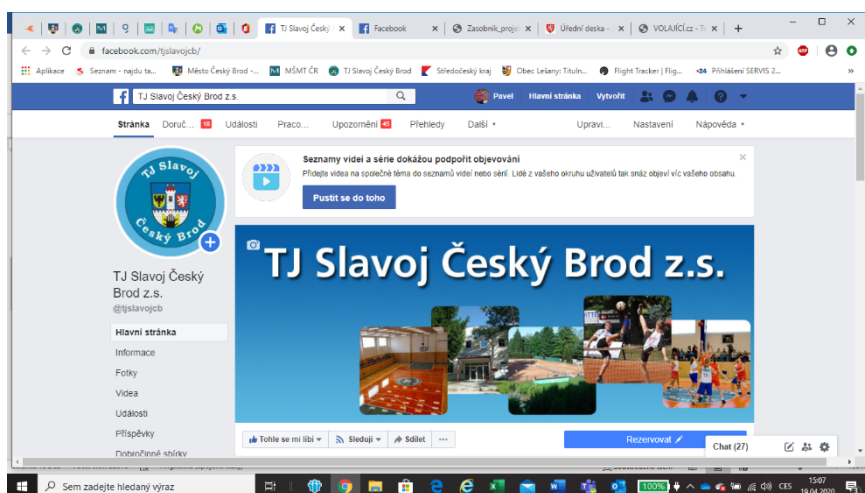 TJ Slavoj Český
Facebook
Zasobnik_proje
Úřední deska –
VOLAJÍCÍ.cz - T
facebook.com/tjslavojcb/
Aplikace
Seznam - najdu ta...
Město Český Brod -...
MŠMT ČR
TJ Slavoj Český Brod
Středočeský kraj
Obec Lešany: Tituln...
Flight Tracker | Flig...
Přihlášení SERVIS 2...
TJ Slavoj Český Brod z.s.
Pavel
Hlavní stránka
Vytvořit
Stránka
Doruč... 18
Události
Praco...
Upozornění 45
Přehledy
Další
Upravi...
Nastavení
Nápověda
TJ Slavoj
Český Brod
Seznamy videí a série dokážou podpořit objevování
Přidejte videa na společné téma do seznamů videí nebo sérií. Lidé z vašeho okruhu uživatelů tak snáz objeví víc vašeho obsahu.
Pustit se do toho
TJ Slavoj Český Brod z.s.
TJ Slavoj Český
Brod z.s.
@tjslavojcb
Hlavní stránka
Informace
Fotky
Videa
Události
Příspěvky
Dobročinné sbírky
Tohle se mi líbí
Sleduji
Sdílet
Rezervovat
Chat (27)
Sem zadejte hledaný výraz
100%
CES
15:07
19.04.2020